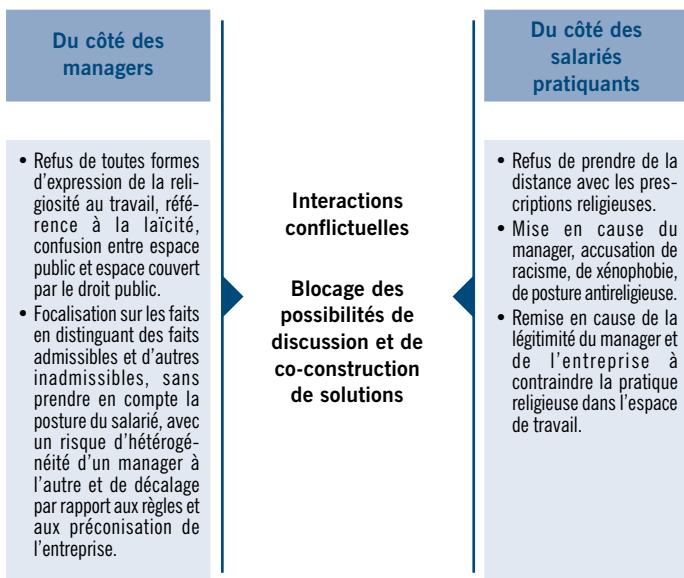 Du côté des
managers
• Refus de toutes formes
d’expression de la reli-
giosité au travail, réfé-
rence à la laïcité,
confusion entre espace
public et espace couvert
par le droit public.
• Focalisation sur les faits
en distinguant des faits
admissibles et d’autres
inadmissibles, sans
prendre en compte la
posture du salarié, avec
un risque d’hétérogé-
néité d’un manager à
l’autre et de décalage
par rapport aux règles et
aux préconisation de
l’entreprise.
Interactions
conflictuelles
Blocage des
possibilités de
discussion et de
co-construction
de solutions
Du côté des
salariés
pratiquants
• Refus de prendre de la
distance avec les pres-
criptions religieuses.
• Mise en cause du
manager, accusation de
racisme, de xénophobie,
de posture antireligieuse.
• Remise en cause de la
légitimité du manager et
de l’entreprise à
contraindre la pratique
religieuse dans l’espace
de travail.